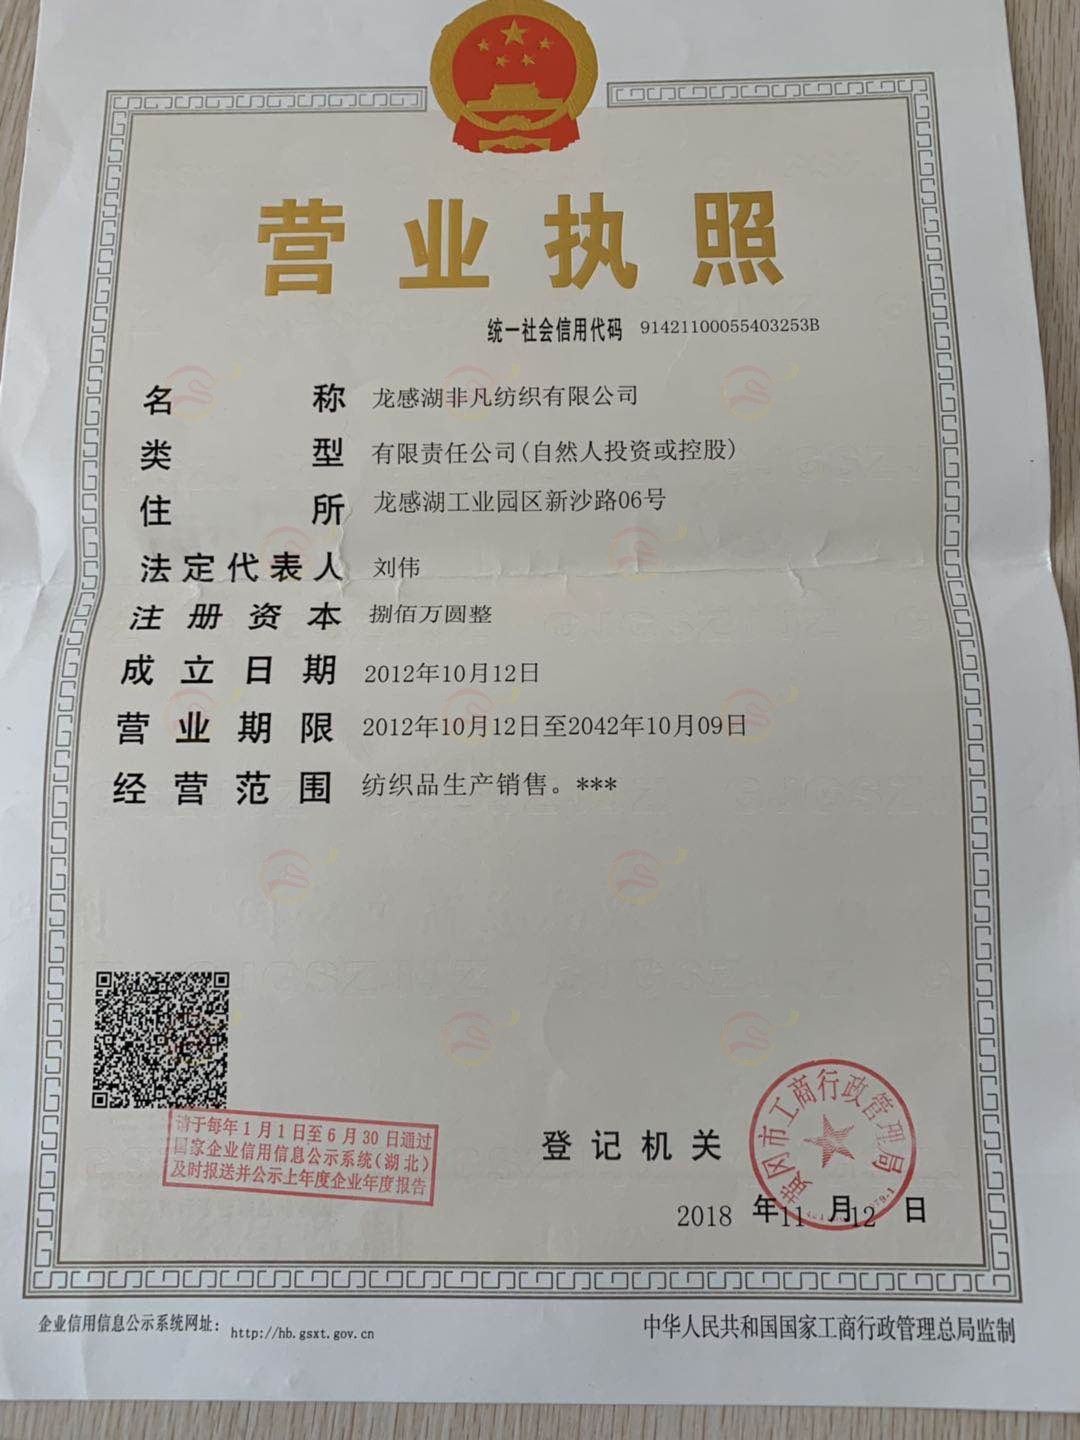 营业执照
统一社会信用代码 91421100055403253B
名称 龙感湖非凡纺织有限公司
类型 有限责任公司(自然人投资或控股)
住所 龙感湖工业园区新沙路06号
法定代表人 刘伟
注册资本 捌佰万圆整
成立日期 2012年10月12日
营业期限 2012年10月12日至2042年10月09日
经营范围 纺织品生产销售。***
请于每年1月1日至6月30日通过
国家企业信用信息公示系统(湖北)
及时报送并公示上年度企业年度报告
登记机关
黄冈市工商行政管理局
2018年11月12日
企业信用信息公示系统网址: http://hb.gsxt.gov.cn
中华人民共和国国家工商行政管理总局监制